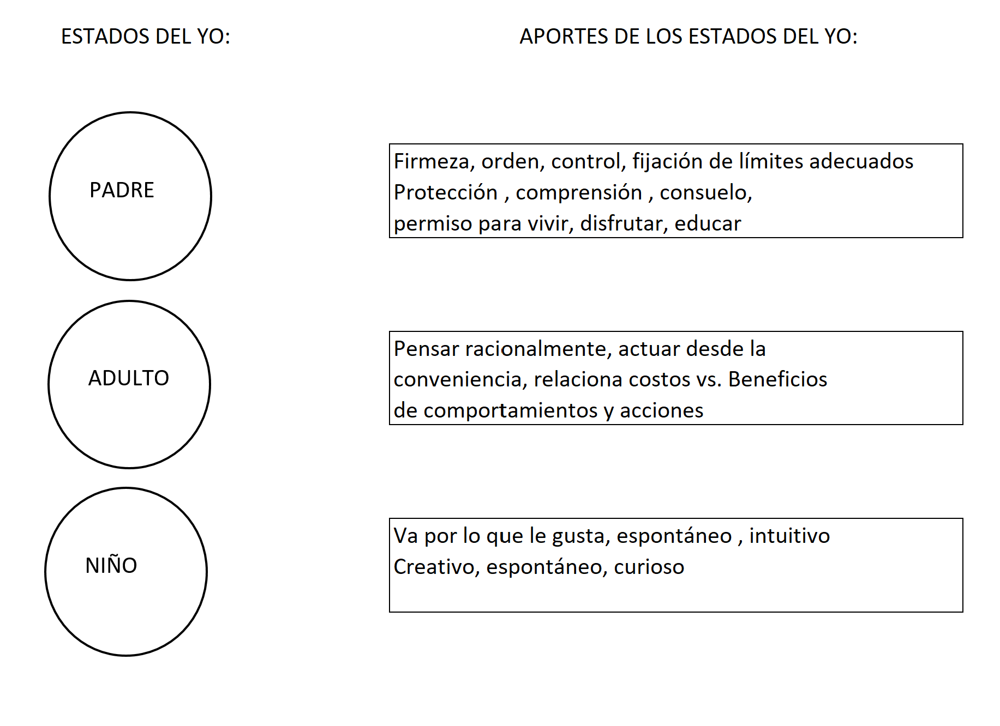 ESTADOS DEL YO:
APORTES DE LOS ESTADOS DEL YO:
PADRE
Firmeza, orden, control, fijación de límites adecuados
Protección , comprensión , consuelo,
permiso para vivir, disfrutar, educar
ADULTO
Pensar racionalmente, actuar desde la
conveniencia, relaciona costos vs. Beneficios
de comportamientos y acciones
NIÑO
Va por lo que le gusta, espontáneo , intuitivo
Creativo, espontáneo, curioso